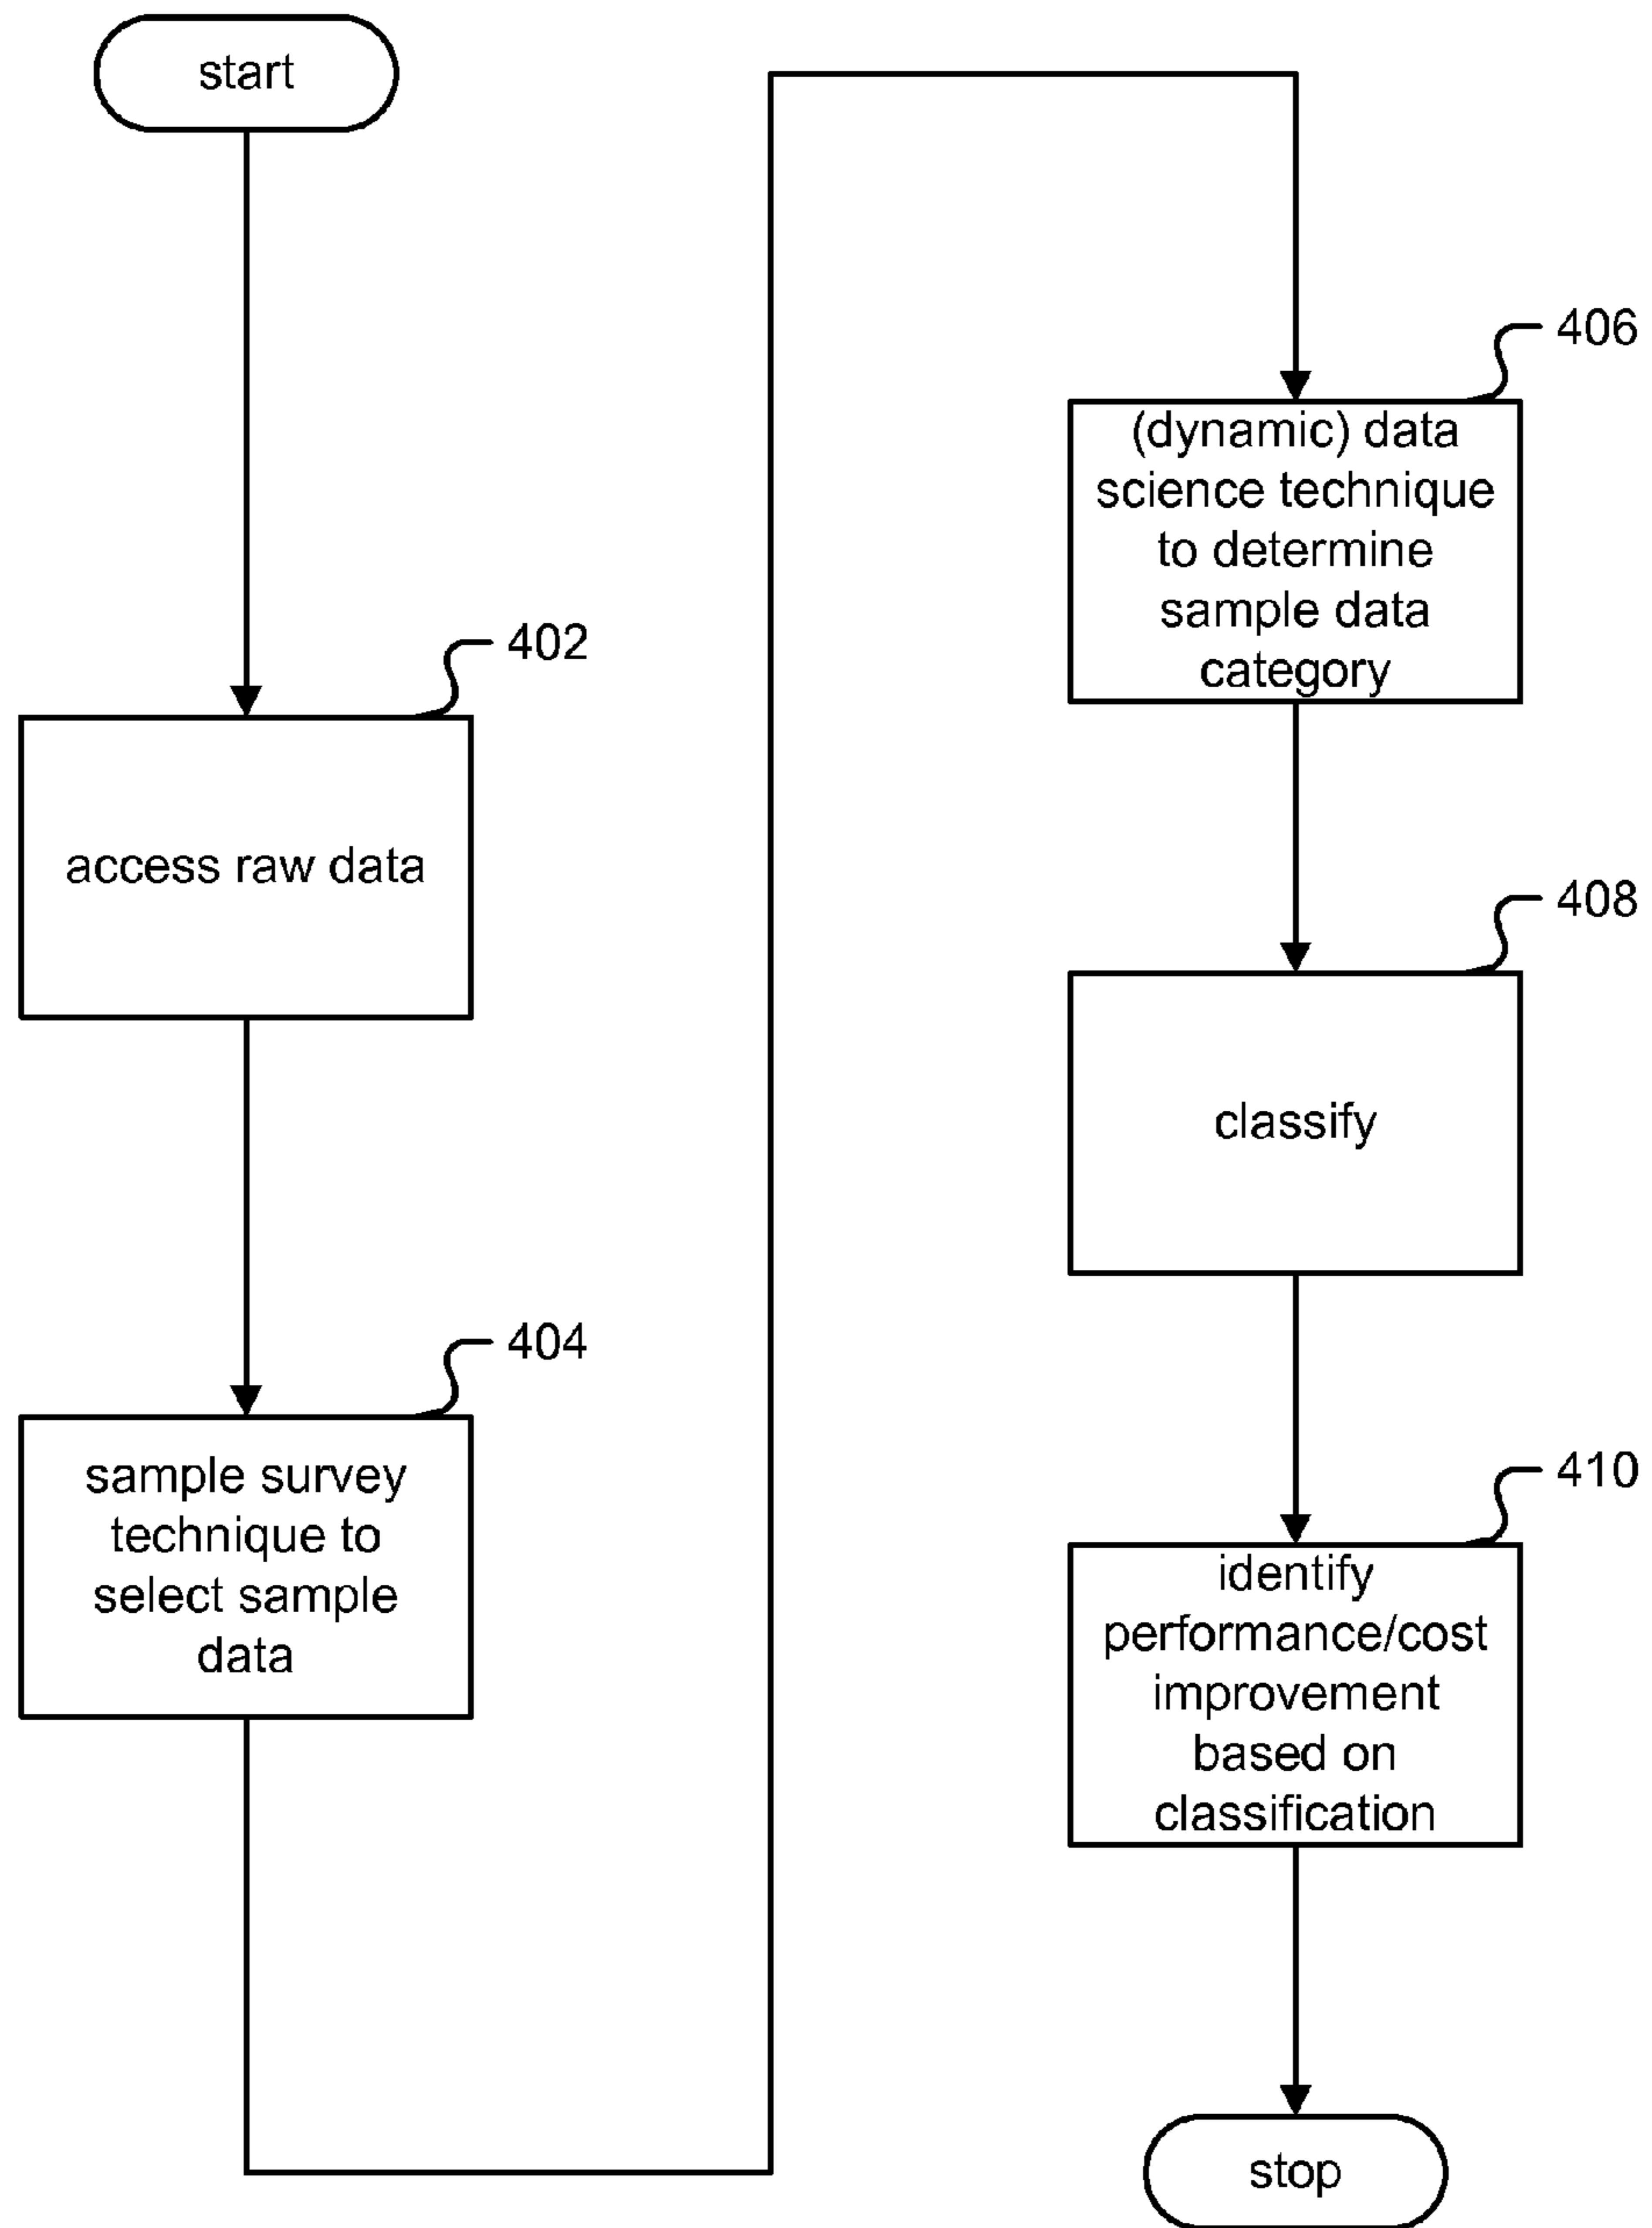 start
402
access raw data
404
sample survey
technique to
select sample
data
406
(dynamic) data
science technique
to determine
sample data
category
408
classify
410
identify
performance/cost
improvement
based on
classification
stop